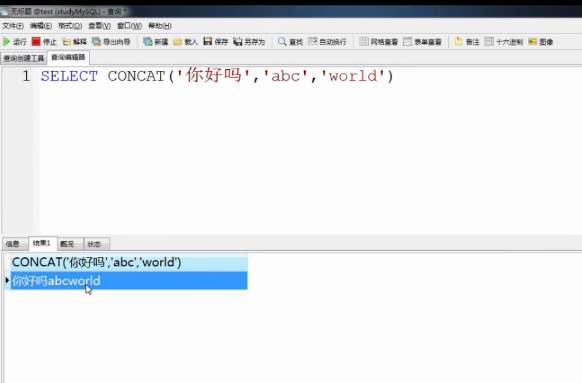 无标题 @test (studyMySQL) - 查询 *
文件(F) 编辑(E) 格式(O) 查看(V) 窗口(W) 帮助(H)
运行 停止 解释 导出向导 新建 载入 保存 另存为 查找 自动换行 网格查看 表单查看 备注 十六进制 图像
查询创建工具 查询编辑器
1 SELECT CONCAT('你好吗','abc','world')
信息 结果1 概况 状态
CONCAT('你好吗','abc','world')
你好吗abcworld